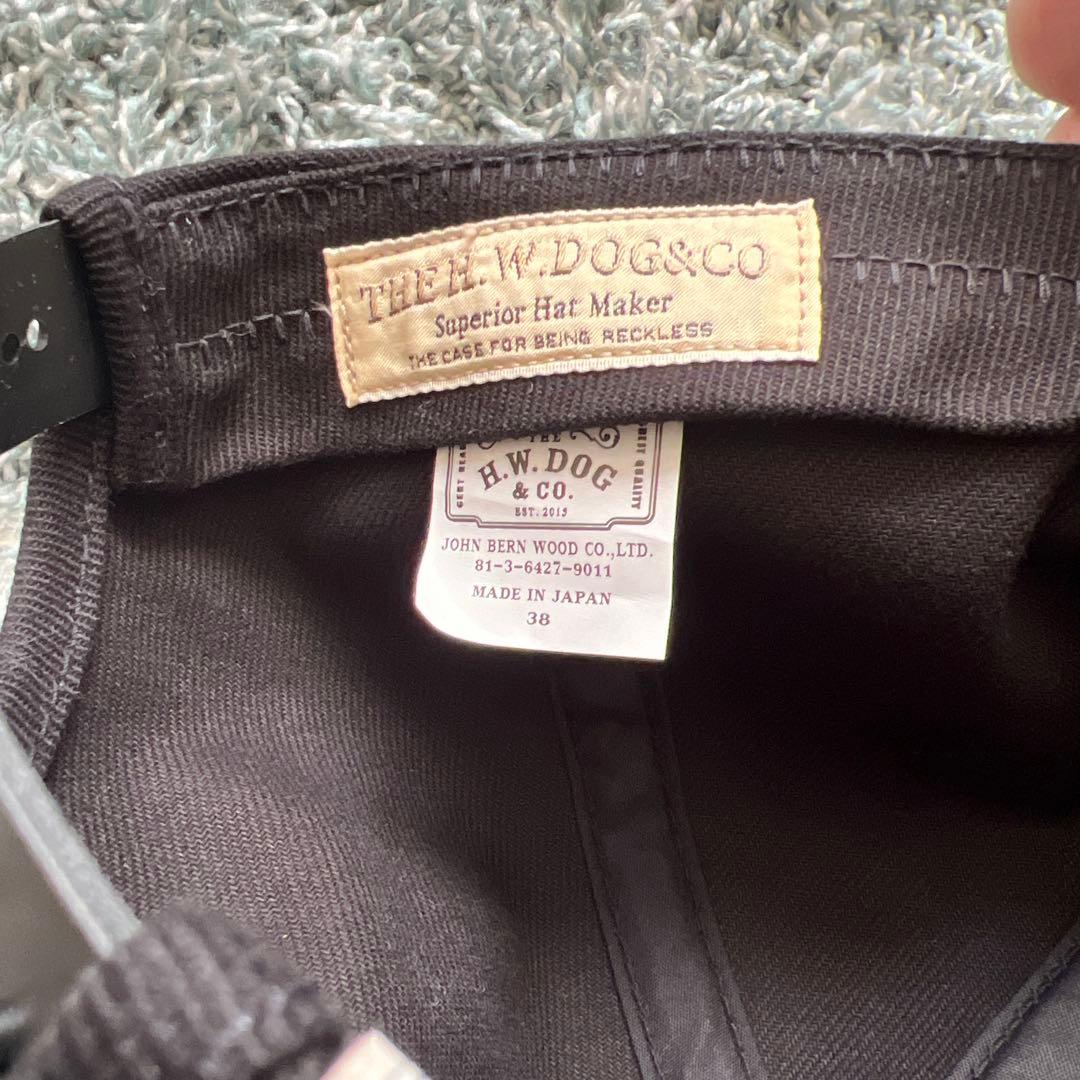 THE H.W.DOG&CO
Superior Hat Maker
THE CASE FOR BEING RECKLESS
THE
H.W.DOG
& CO.
EST. 2015
QUALITY
JOHN BERN WOOD CO.,LTD.
81-3-6427-9011
MADE IN JAPAN
38